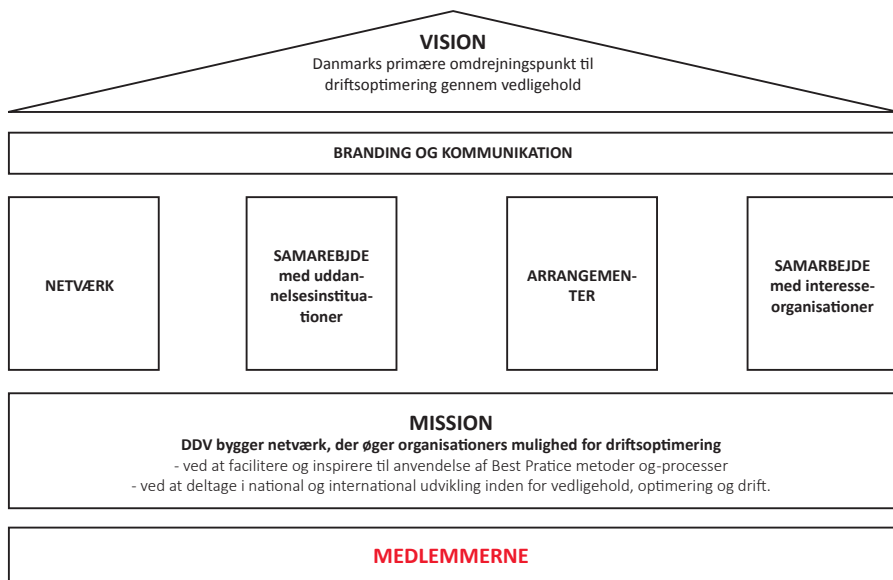 VISION
Danmarks primære omdrejningspunkt til
driftsoptimering gennem vedligehold
BRANDING OG KOMMUNIKATION
NETVÆRK
SAMAREBJDE
med uddan-
nelsesinstitua-
tioner
ARRANGEMEN-
TER
SAMARBEJDE
med interesse-
organisationer
MISSION
DDV bygger netværk, der øger organisationers mulighed for driftsoptimering
- ved at facilitere og inspirere til anvendelse af Best Pratice metoder og-processer
- ved at deltage i national og international udvikling inden for vedligehold, optimering og drift.
MEDLEMMERNE